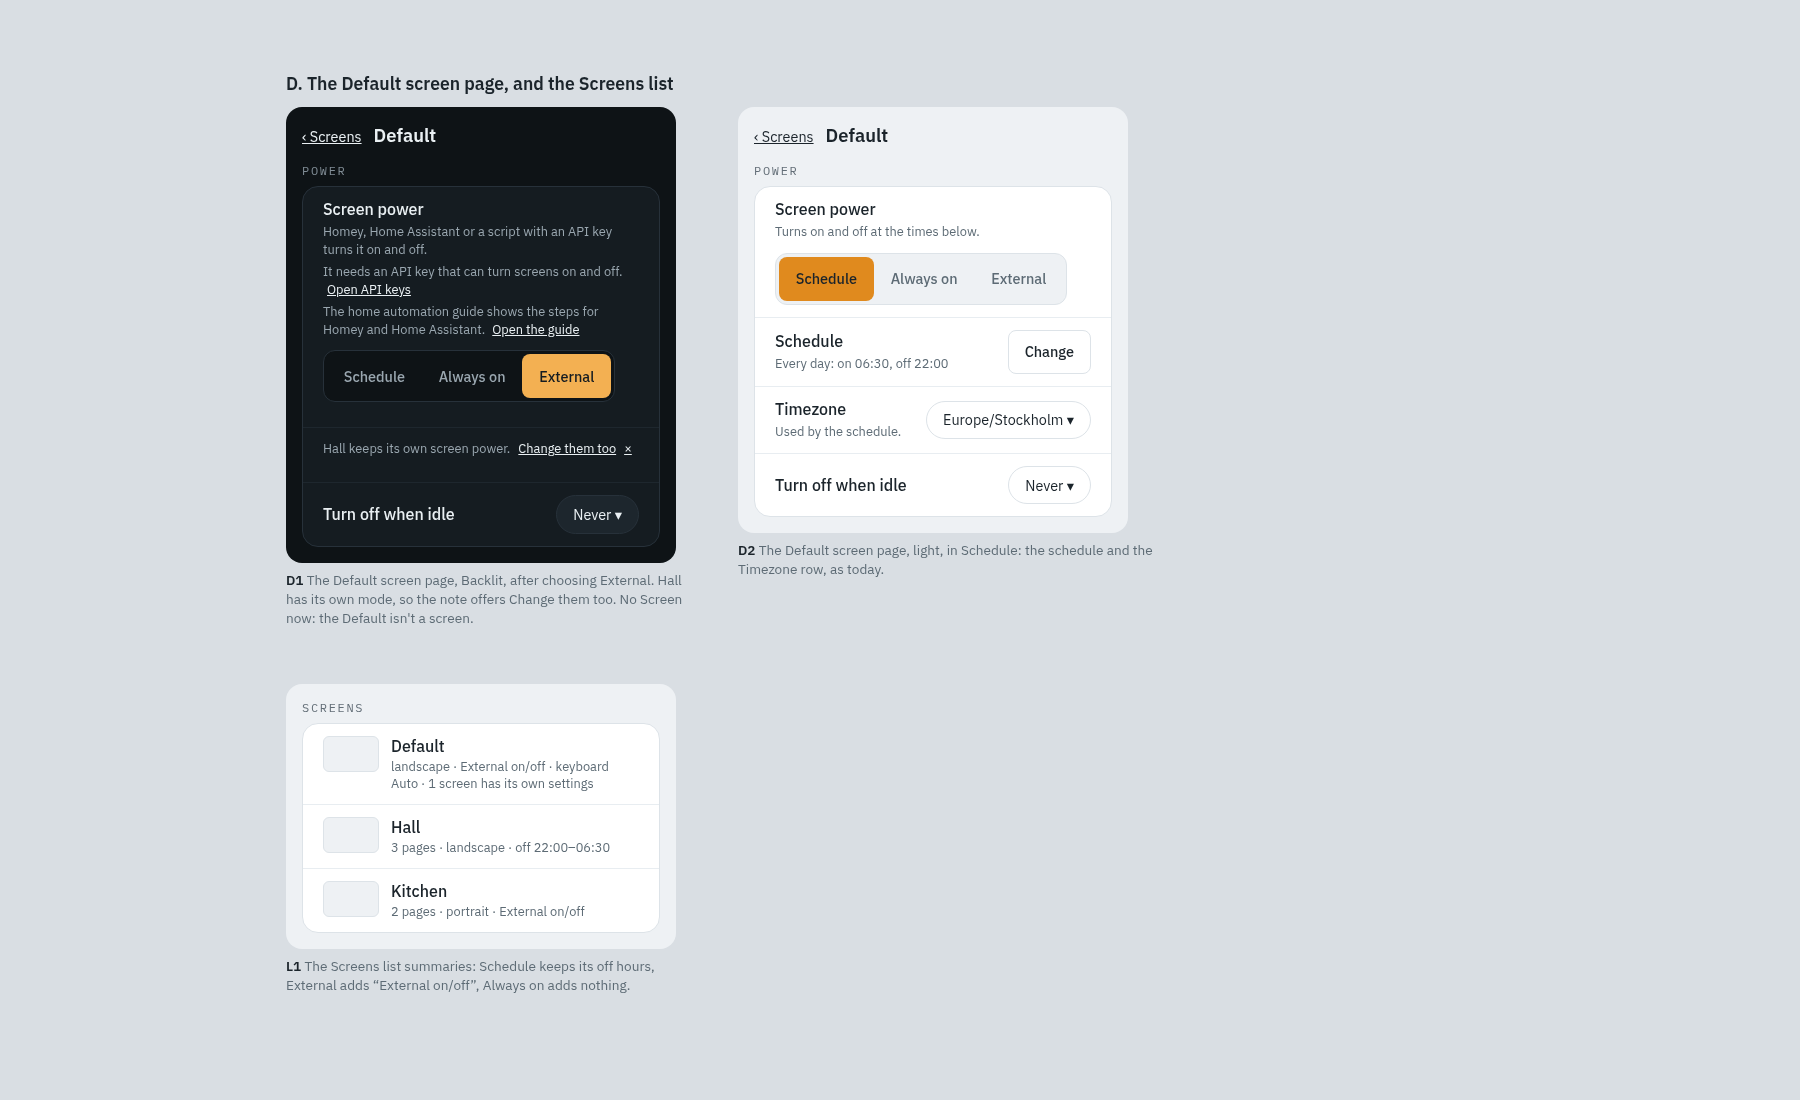 D. The Default screen page, and the Screens list
‹ Screens Default
POWER
Screen power
Homey, Home Assistant or a script with an API key
turns it on and off.
It needs an API key that can turn screens on and off.
Open API keys
The home automation guide shows the steps for
Homey and Home Assistant. Open the guide
Schedule Always on External
Hall keeps its own screen power. Change them too ×
Turn off when idle Never ▾
D1 The Default screen page, Backlit, after choosing External. Hall
has its own mode, so the note offers Change them too. No Screen
now: the Default isn't a screen.
‹ Screens Default
POWER
Screen power
Turns on and off at the times below.
Schedule Always on External
Schedule
Every day: on 06:30, off 22:00
Change
Timezone
Used by the schedule.
Europe/Stockholm ▾
Turn off when idle Never ▾
D2 The Default screen page, light, in Schedule: the schedule and the
Timezone row, as today.
SCREENS
Default
landscape · External on/off · keyboard
Auto · 1 screen has its own settings
Hall
3 pages · landscape · off 22:00–06:30
Kitchen
2 pages · portrait · External on/off
L1 The Screens list summaries: Schedule keeps its off hours,
External adds “External on/off”, Always on adds nothing.